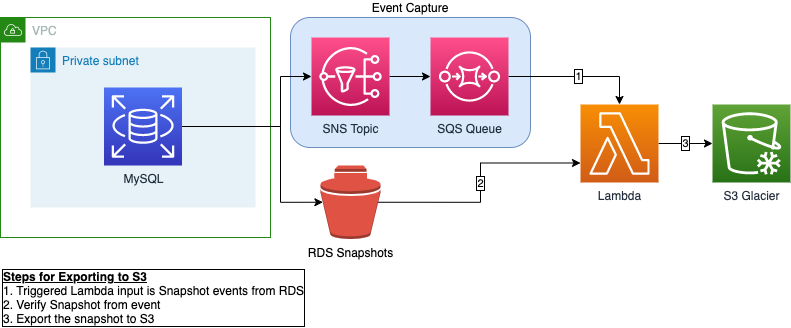 Event Capture
VPC
Private subnet
MySQL
SNS Topic
SQS Queue
1
2
3
Lambda
S3 Glacier
RDS Snapshots
Steps for Exporting to S3
1. Triggered Lambda input is Snapshot events from RDS
2. Verify Snapshot from event
3. Export the snapshot to S3